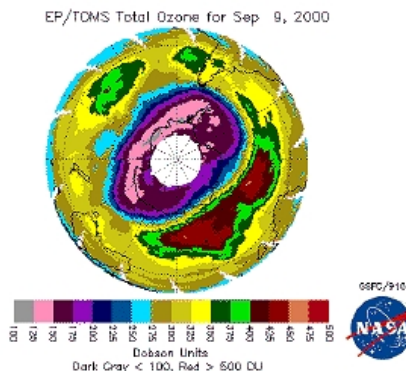 EP/TOMS Total Ozone for Sep 9, 2000
GSFC/916
NASA
100 125 150 175 200 225 250 275 300 325 350 375 400 425 450 475 500
Dobson Units
Dark Gray < 100, Red > 500 DU